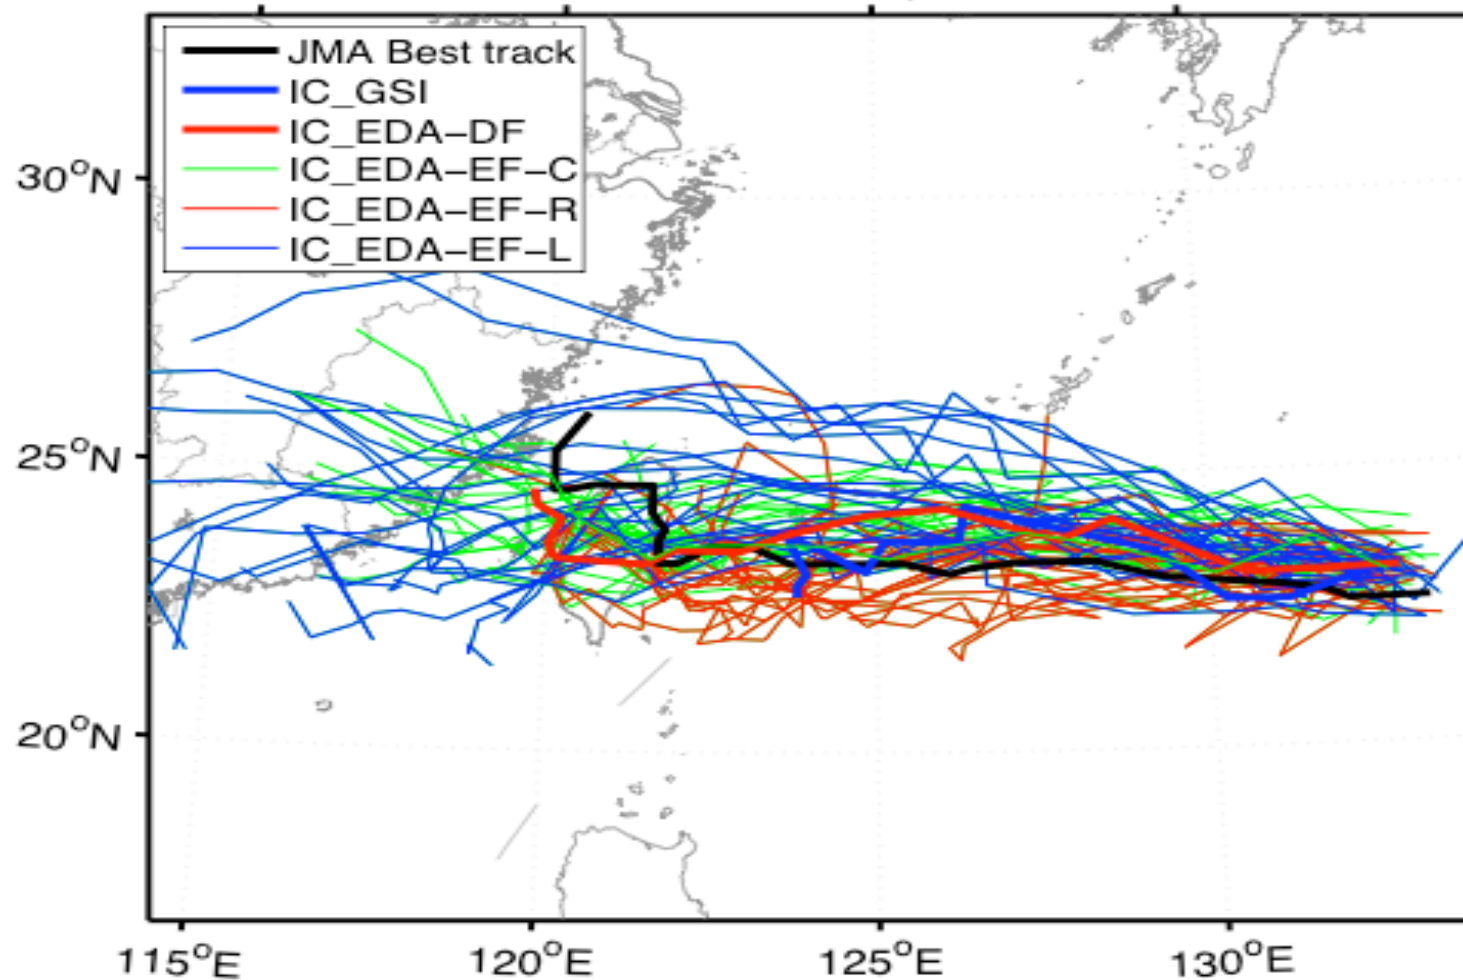 JMA Best track
IC_GSI
IC_EDA-DF
IC_EDA-EF-C
IC_EDA-EF-R
IC_EDA-EF-L
30°N
25°N
20°N
115°E 120°E 125°E 130°E